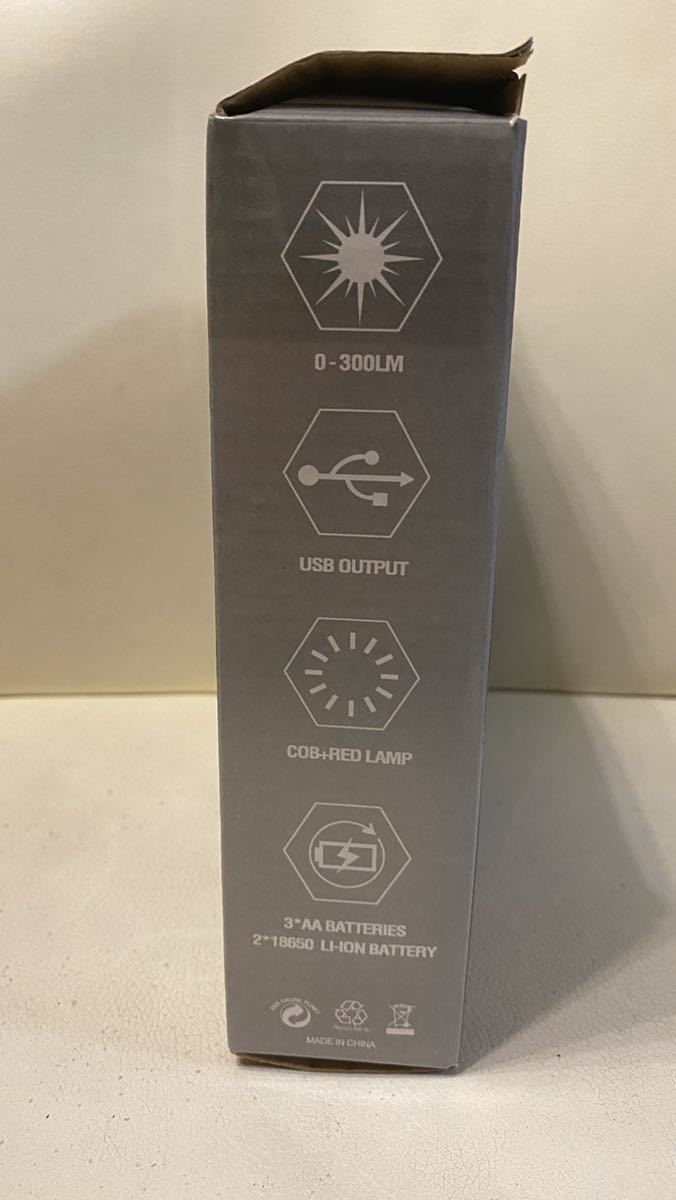 0-300LM
USB OUTPUT
COB+RED LAMP
3*AA BATTERIES
2*18650 LI-ION BATTERY
MADE IN CHINA